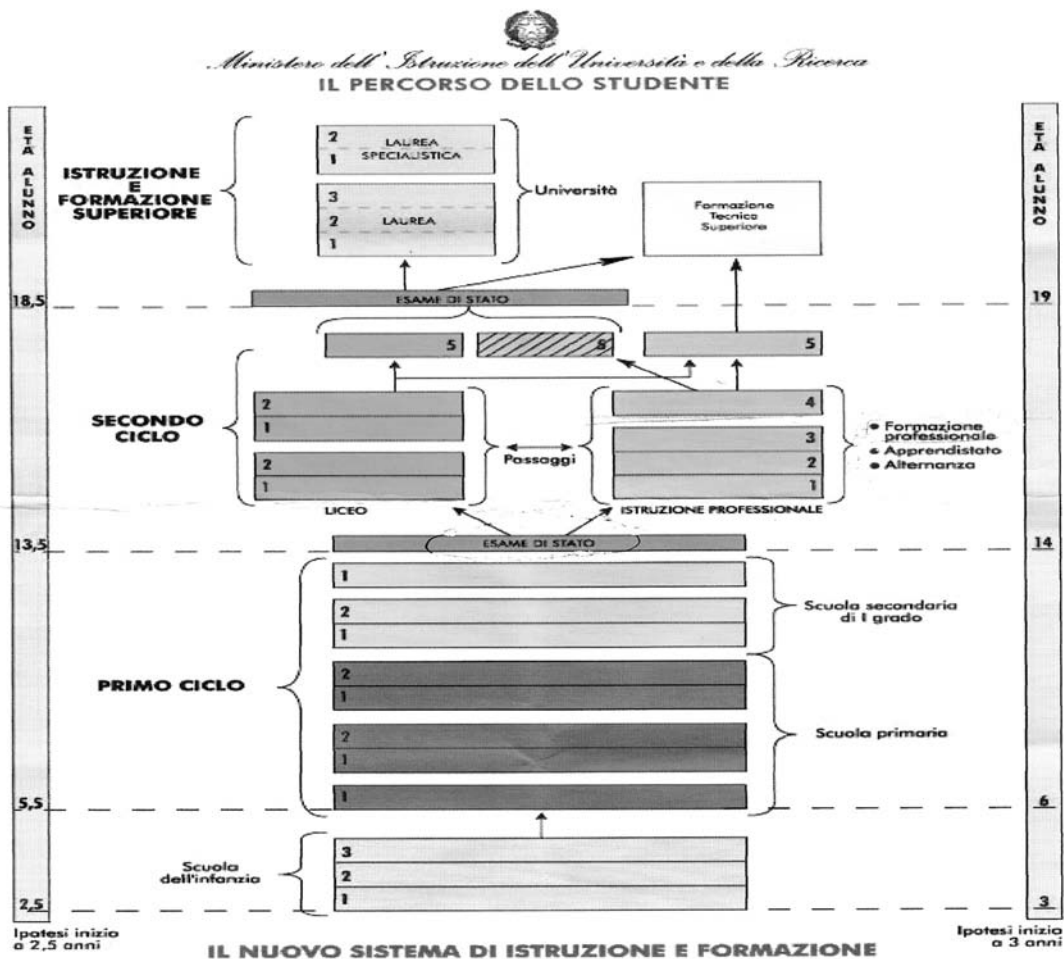 Ministero dell'Istruzione dell'Università e della Ricerca
IL PERCORSO DELLO STUDENTE
ETÀ ALUNNO
ETÀ ALUNNO
ISTRUZIONE
E
FORMAZIONE
SUPERIORE
2
1
LAUREA
SPECIALISTICA
3
2
1
LAUREA
Università
Formazione
Tecnico
Superiore
18,5
ESAME DI STATO
19
5
5
5
SECONDO
CICLO
2
1
2
1
LICEO
Passaggi
4
3
2
1
ISTRUZIONE PROFESSIONALE
• Formazione
professionale
• Apprendistato
• Alternanza
13,5
ESAME DI STATO
14
PRIMO CICLO
1
2
1
Scuola secondaria
di I grado
2
1
2
1
1
Scuola primaria
5,5
6
Scuola
dell'infanzia
3
2
1
2,5
3
Ipotesi inizio
a 2,5 anni
Ipotesi inizio
a 3 anni
IL NUOVO SISTEMA DI ISTRUZIONE E FORMAZIONE